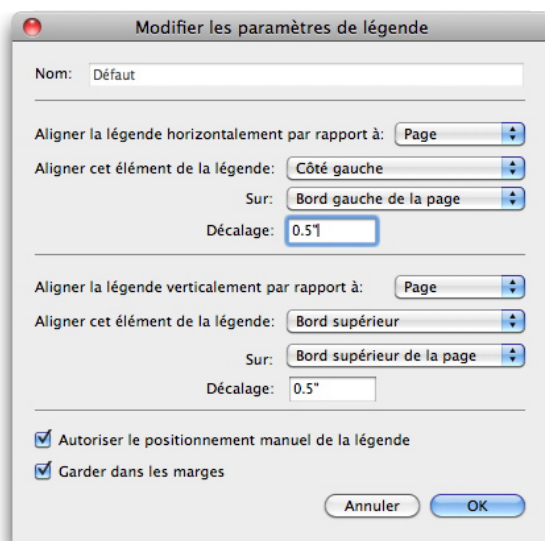 Modifier les paramètres de légende
Nom: Défaut
Aligner la légende horizontalement par rapport à: Page
Aligner cet élément de la légende: Côté gauche
Sur: Bord gauche de la page
Décalage: 0.5"
Aligner la légende verticalement par rapport à: Page
Aligner cet élément de la légende: Bord supérieur
Sur: Bord supérieur de la page
Décalage: 0.5"
Autoriser le positionnement manuel de la légende
Garder dans les marges
Annuler OK